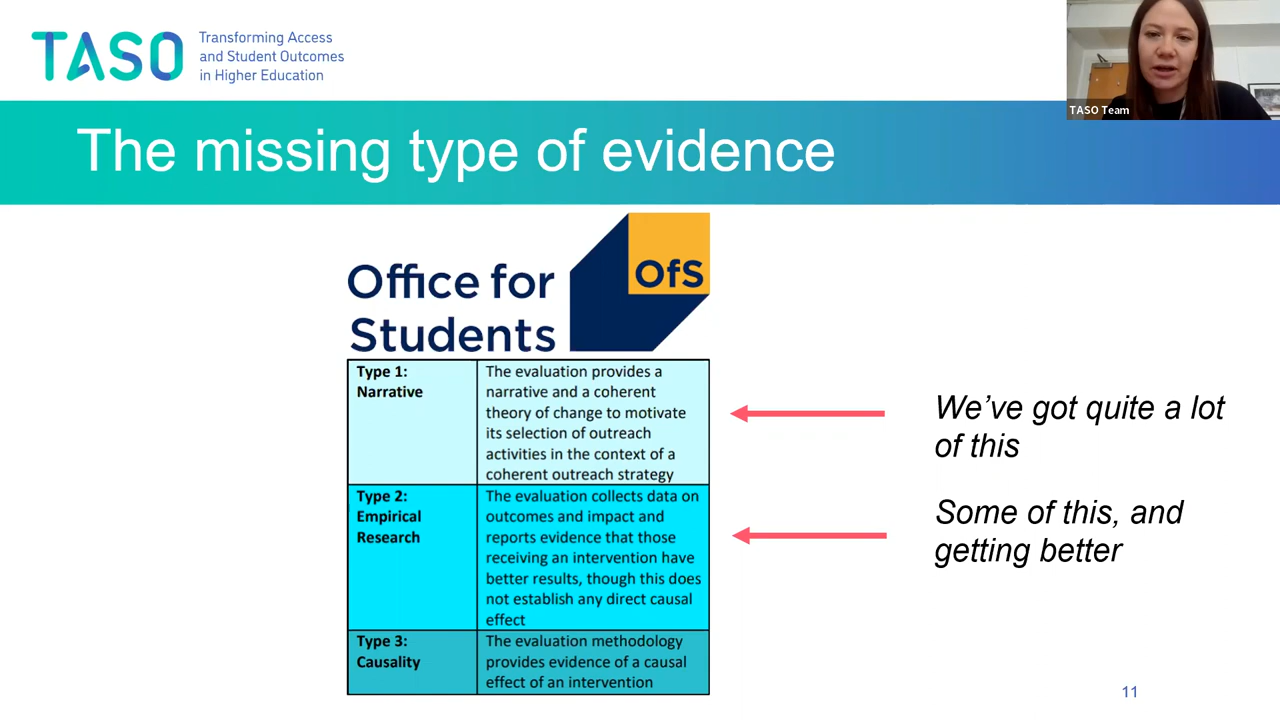 TASO
Transforming Access
and Student Outcomes
in Higher Education
TASO Team
The missing type of evidence
Office for
Students
OfS
Type 1:
Narrative
The evaluation provides a
narrative and a coherent
theory of change to motivate
its selection of outreach
activities in the context of a
coherent outreach strategy
We’ve got quite a lot
of this
Type 2:
Empirical
Research
The evaluation collects data on
outcomes and impact and
reports evidence that those
receiving an intervention have
better results, though this does
not establish any direct causal
effect
Some of this, and
getting better
Type 3:
Causality
The evaluation methodology
provides evidence of a causal
effect of an intervention
11